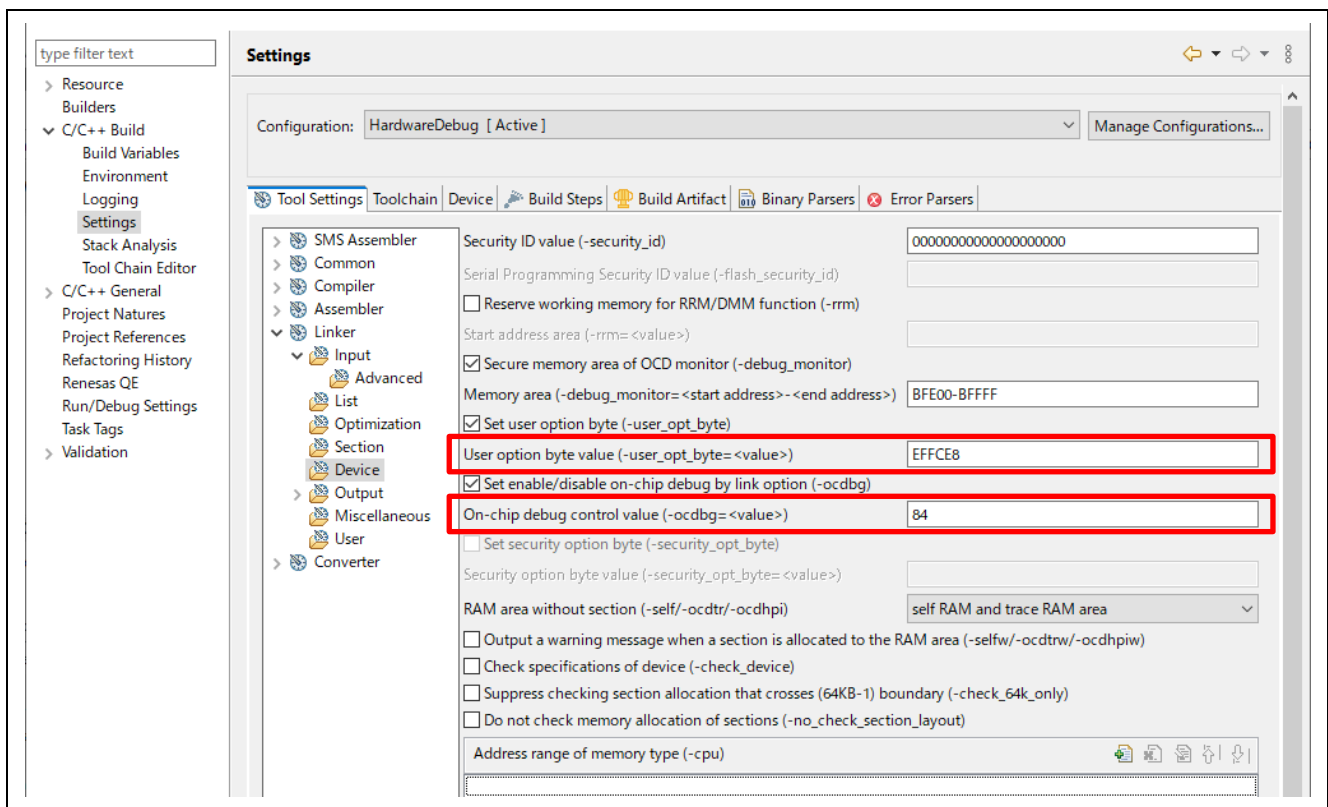 type filter text
Resource
Builders
C/C++ Build
Build Variables
Environment
Logging
Settings
Stack Analysis
Tool Chain Editor
C/C++ General
Project Natures
Project References
Refactoring History
Renesas QE
Run/Debug Settings
Task Tags
Validation
Settings
Configuration: HardwareDebug [ Active ] Manage Configurations...
Tool Settings Toolchain Device Build Steps Build Artifact Binary Parsers Error Parsers
SMS Assembler
Common
Compiler
Assembler
Linker
Input
Advanced
List
Optimization
Section
Device
Output
Miscellaneous
User
Converter
Security ID value (-security_id) 00000000000000000000
Serial Programming Security ID value (-flash_security_id)
Reserve working memory for RRM/DMM function (-rrm)
Start address area (-rrm=<value>)
Secure memory area of OCD monitor (-debug_monitor)
Memory area (-debug_monitor=<start address>-<end address>) BFE00-BFFFF
Set user option byte (-user_opt_byte)
User option byte value (-user_opt_byte=<value>) EFFCE8
Set enable/disable on-chip debug by link option (-ocdbg)
On-chip debug control value (-ocdbg=<value>) 84
Set security option byte (-security_opt_byte)
Security option byte value (-security_opt_byte=<value>)
RAM area without section (-self/-ocdtr/-ocdhpi) self RAM and trace RAM area
Output a warning message when a section is allocated to the RAM area (-selfw/-ocdtrw/-ocdhpiw)
Check specifications of device (-check_device)
Suppress checking section allocation that crosses (64KB-1) boundary (-check_64k_only)
Do not check memory allocation of sections (-no_check_section_layout)
Address range of memory type (-cpu)